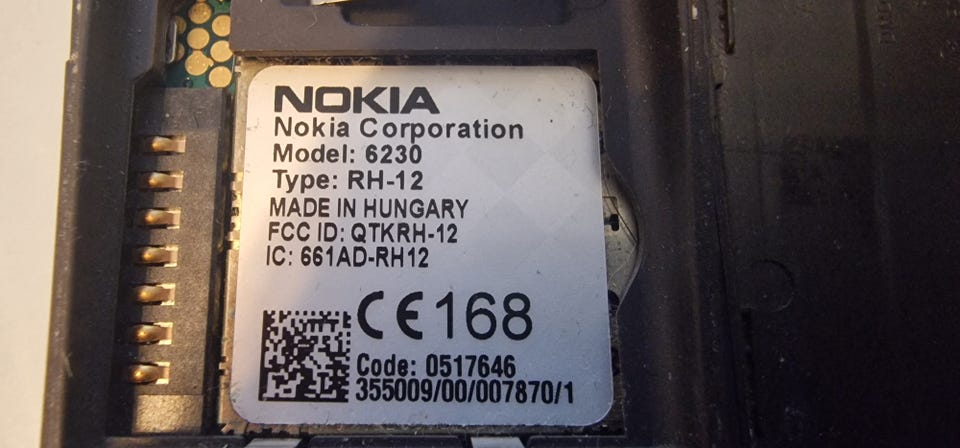 NOKIA
Nokia Corporation
Model: 6230
Type: RH-12
MADE IN HUNGARY
FCC ID: QTKRH-12
IC: 661AD-RH12
CE168
Code: 0517646
355009/00/007870/1